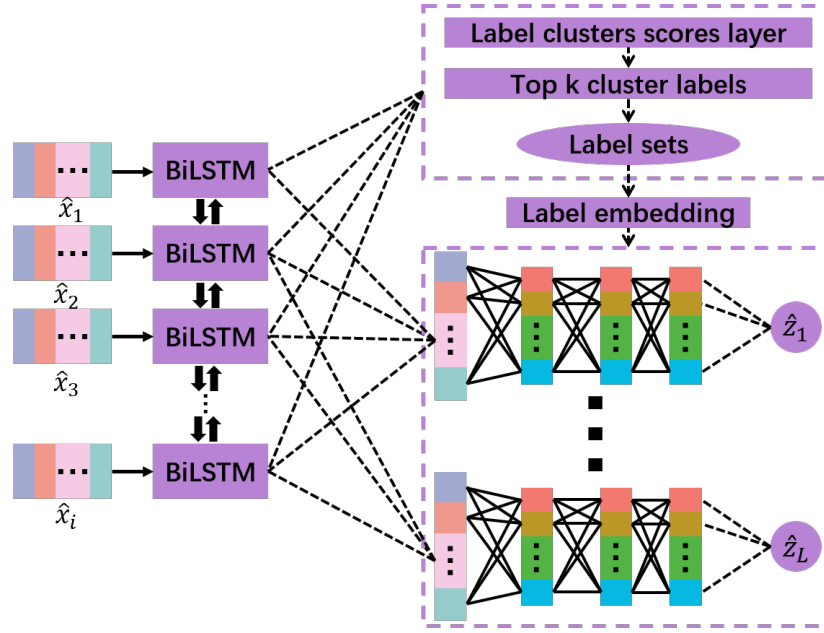 Label clusters scores layer
Top k cluster labels
Label sets
Label embedding
BiLSTM
x̂₁
BiLSTM
x̂₂
BiLSTM
x̂₃
BiLSTM
x̂ᵢ
ẑ₁
ẑ_L